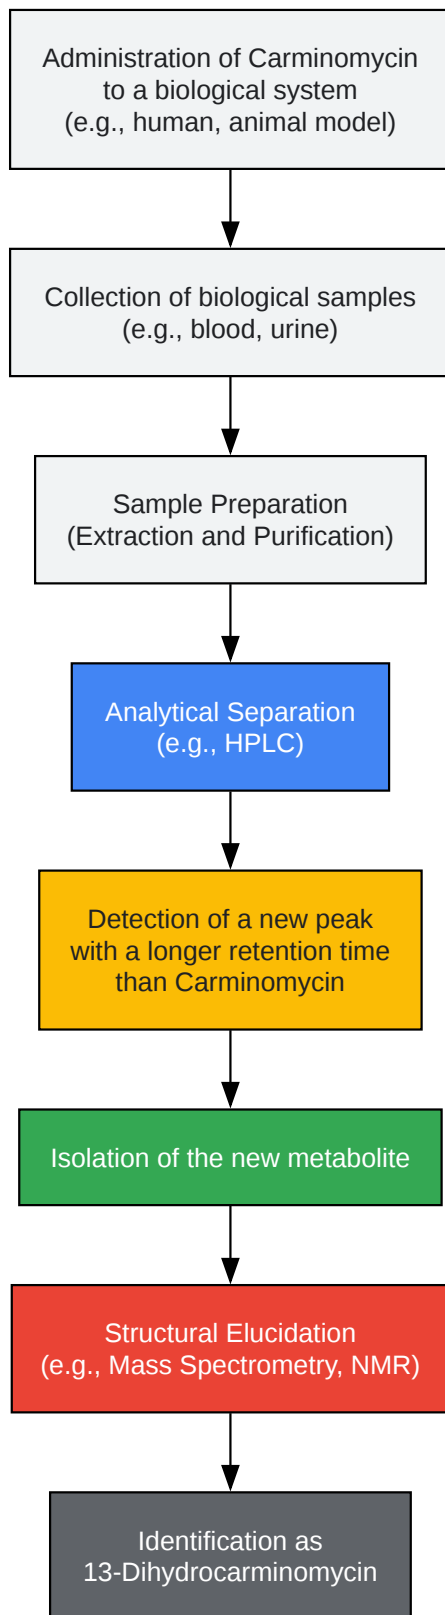 Administration of Carminomycin
to a biological system
(e.g., human, animal model)
Collection of biological samples
(e.g., blood, urine)
Sample Preparation
(Extraction and Purification)
Analytical Separation
(e.g., HPLC)
Detection of a new peak
with a longer retention time
than Carminomycin
Isolation of the new metabolite
Structural Elucidation
(e.g., Mass Spectrometry, NMR)
Identification as
13-Dihydrocarminomycin